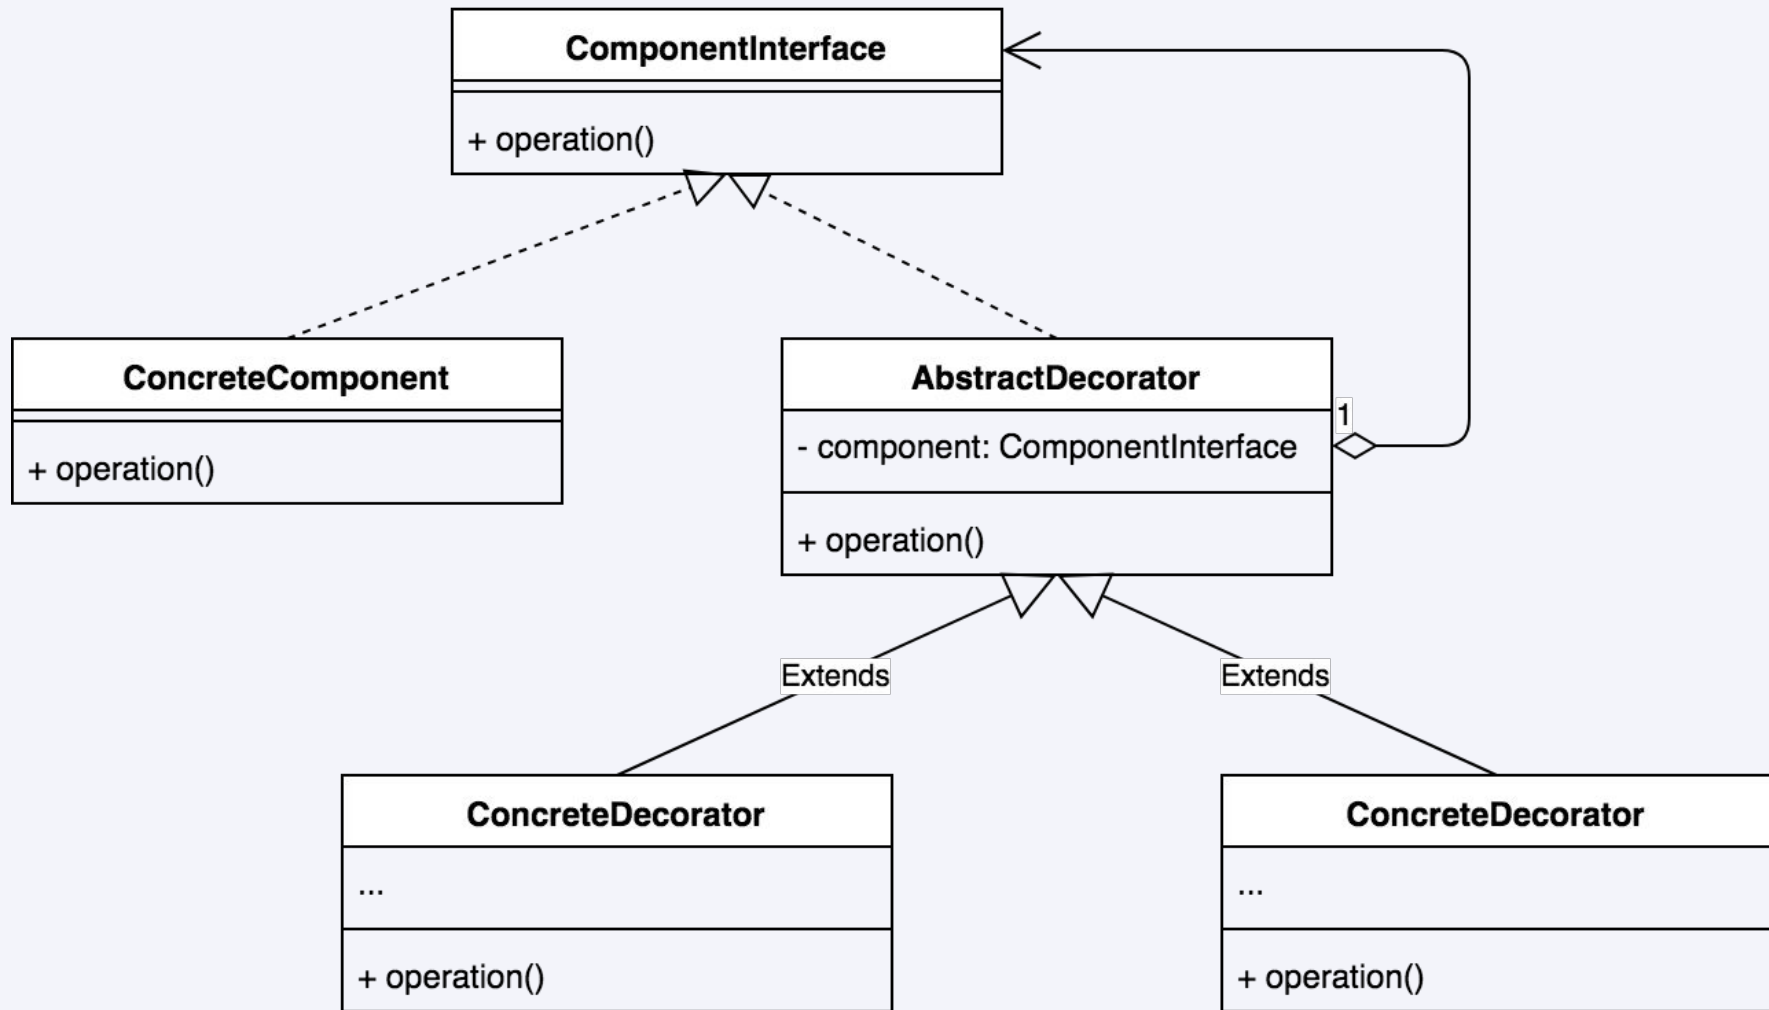 ComponentInterface
+ operation()
ConcreteComponent
+ operation()
AbstractDecorator
- component: ComponentInterface
1
+ operation()
Extends
Extends
ConcreteDecorator
...
+ operation()
ConcreteDecorator
...
+ operation()